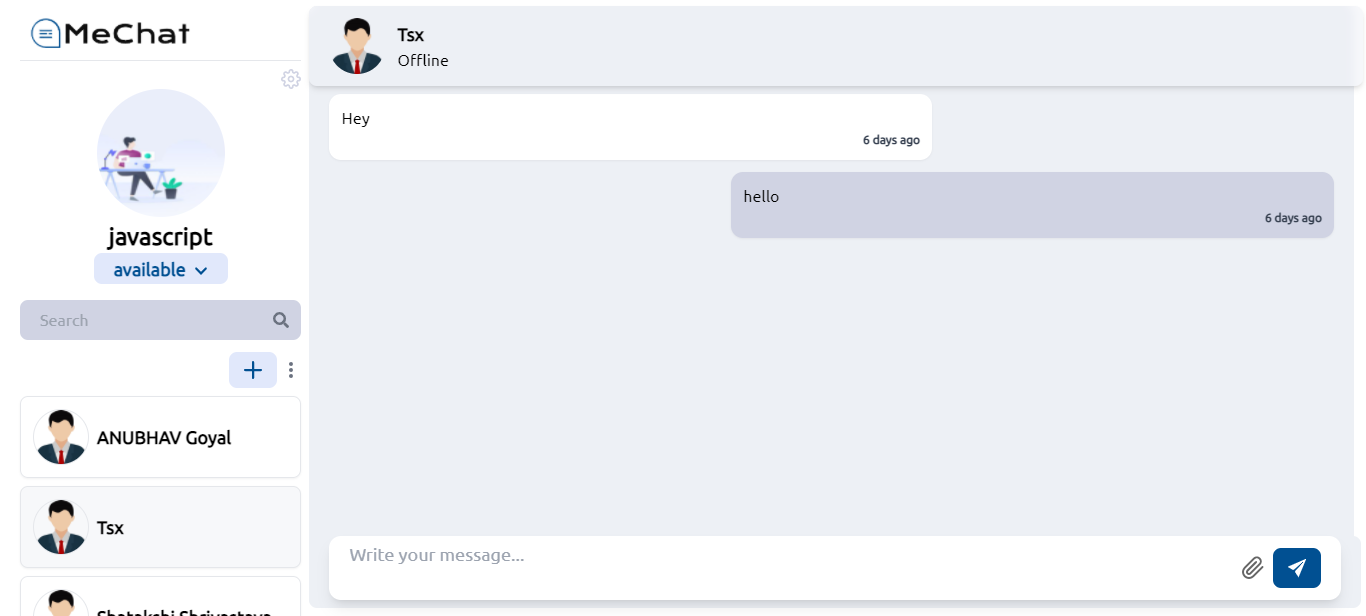 MeChat
javascript
available
Search
ANUBHAV Goyal
Tsx
Tsx
Offline
Hey
6 days ago
hello
6 days ago
Write your message...